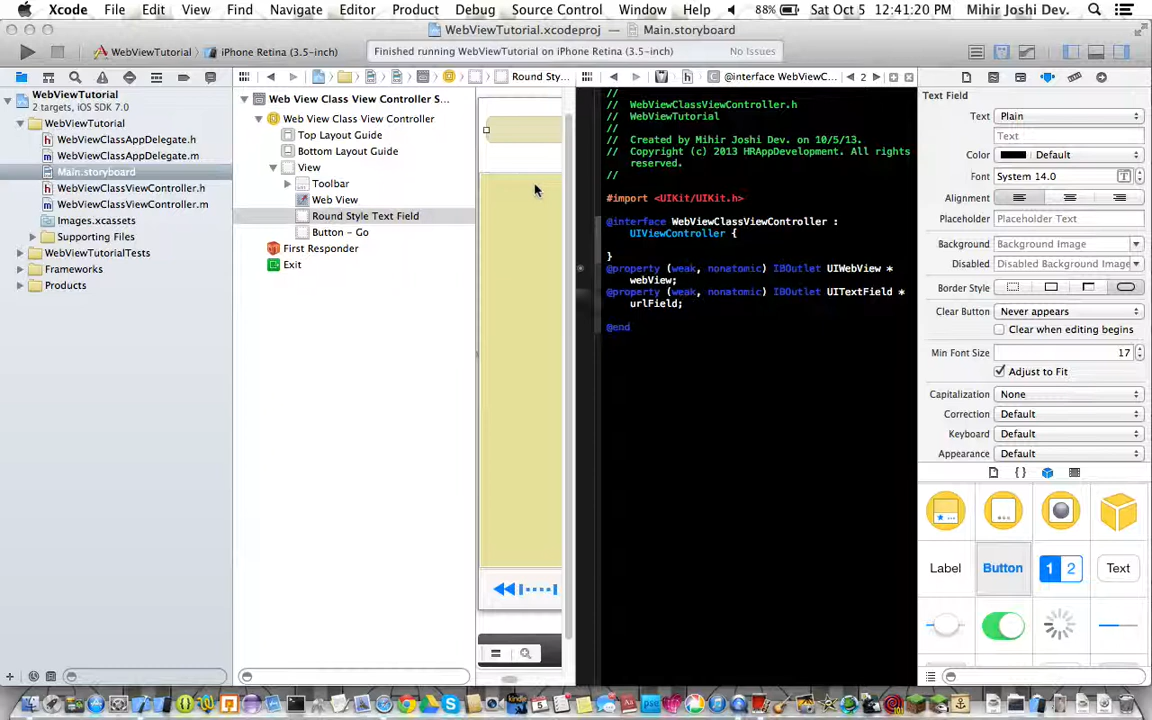 Xcode File Edit View Find Navigate Editor Product Debug Source Control Window Help 88% Sat Oct 5 12:41:20 PM Mihir Joshi Dev.
WebViewTutorial.xcodeproj Main.storyboard
WebViewTutorial iPhone Retina (3.5-inch) Finished running WebViewTutorial on iPhone Retina (3.5-inch) No Issues
Round Sty... @interface WebViewC... 2
WebViewTutorial
2 targets, iOS SDK 7.0
WebViewTutorial
WebViewClassAppDelegate.h
WebViewClassAppDelegate.m
Main.storyboard
WebViewClassViewController.h
WebViewClassViewController.m
Images.xcassets
Supporting Files
WebViewTutorialTests
Frameworks
Products
Web View Class View Controller S...
Web View Class View Controller
Top Layout Guide
Bottom Layout Guide
View
Toolbar
Web View
Round Style Text Field
Button - Go
First Responder
Exit
//
// WebViewClassViewController.h
// WebViewTutorial
//
// Created by Mihir Joshi Dev. on 10/5/13.
// Copyright (c) 2013 HRAppDevelopment. All rights
reserved.
//
#import <UIKit/UIKit.h>
@interface WebViewClassViewController :
UIViewController {
}
@property (weak, nonatomic) IBOutlet UIWebView *
webView;
@property (weak, nonatomic) IBOutlet UITextField *
urlField;
@end
Text Field
Text Plain
Text
Color Default
Font System 14.0
Alignment
Placeholder Placeholder Text
Background Background Image
Disabled Disabled Background Image
Border Style
Clear Button Never appears
Clear when editing begins
Min Font Size 17
Adjust to Fit
Capitalization None
Correction Default
Keyboard Default
Appearance Default
Label Button 1 2 Text